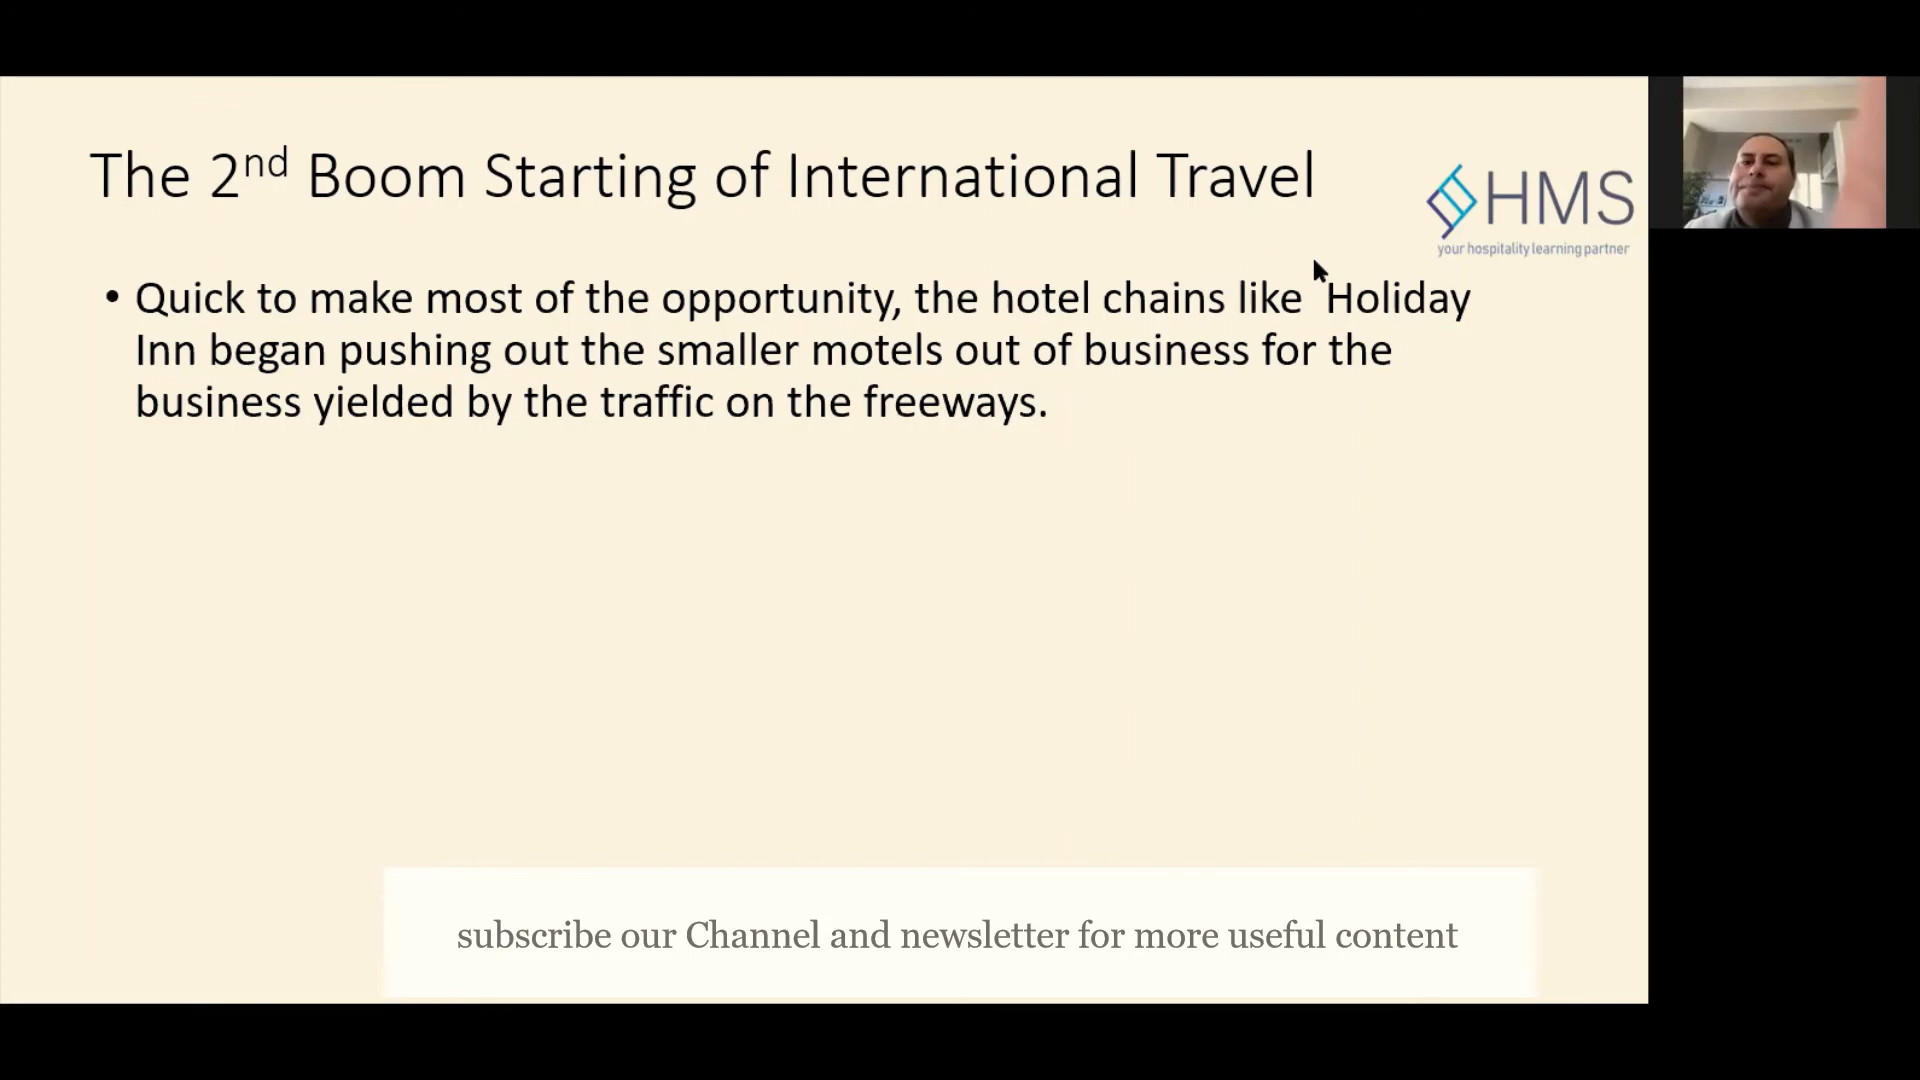 The 2nd Boom Starting of International Travel
HMS
your hospitality learning partner
• Quick to make most of the opportunity, the hotel chains like 'Holiday
Inn began pushing out the smaller motels out of business for the
business yielded by the traffic on the freeways.
subscribe our Channel and newsletter for more useful content